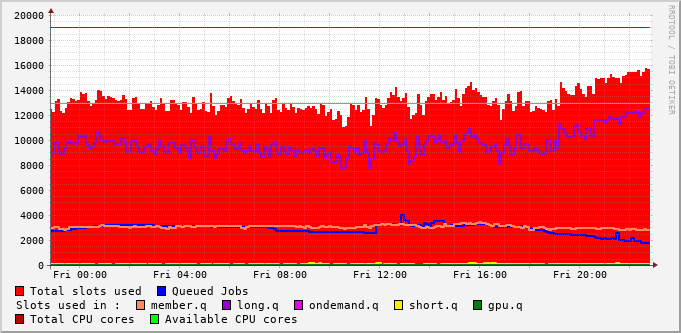 RRDTOOL / TOBI OETIKER
20000
18000
16000
14000
12000
10000
8000
6000
4000
2000
0
Fri 00:00 Fri 04:00 Fri 08:00 Fri 12:00 Fri 16:00 Fri 20:00
Total slots used Queued Jobs
Slots used in : member.q long.q ondemand.q short.q gpu.q
Total CPU cores Available CPU cores